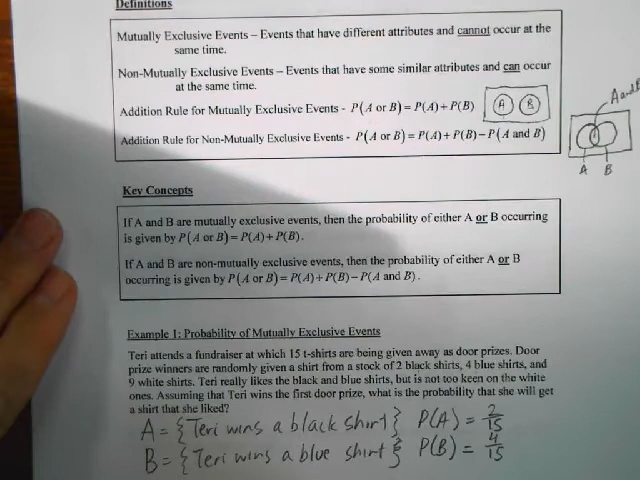 Definitions
Mutually Exclusive Events – Events that have different attributes and cannot occur at the
same time.
Non-Mutually Exclusive Events – Events that have some similar attributes and can occur
at the same time.
Addition Rule for Mutually Exclusive Events - P(A or B) = P(A)+P(B)
A B
Addition Rule for Non-Mutually Exclusive Events - P(A or B) = P(A)+P(B)−P(A and B)
A and B
A B
Key Concepts
If A and B are mutually exclusive events, then the probability of either A or B occurring
is given by P(A or B)= P(A)+P(B).
If A and B are non-mutually exclusive events, then the probability of either A or B
occurring is given by P(A or B)= P(A)+P(B)−P(A and B).
Example 1: Probability of Mutually Exclusive Events
Teri attends a fundraiser at which 15 t-shirts are being given away as door prizes. Door
prize winners are randomly given a shirt from a stock of 2 black shirts, 4 blue shirts, and
9 white shirts. Teri really likes the black and blue shirts, but is not too keen on the white
ones. Assuming that Teri wins the first door prize, what is the probability that she will get
a shirt that she liked?
A = {Teri wins a black shirt} P(A) = 2/15
B = {Teri wins a blue shirt} P(B) = 4/15